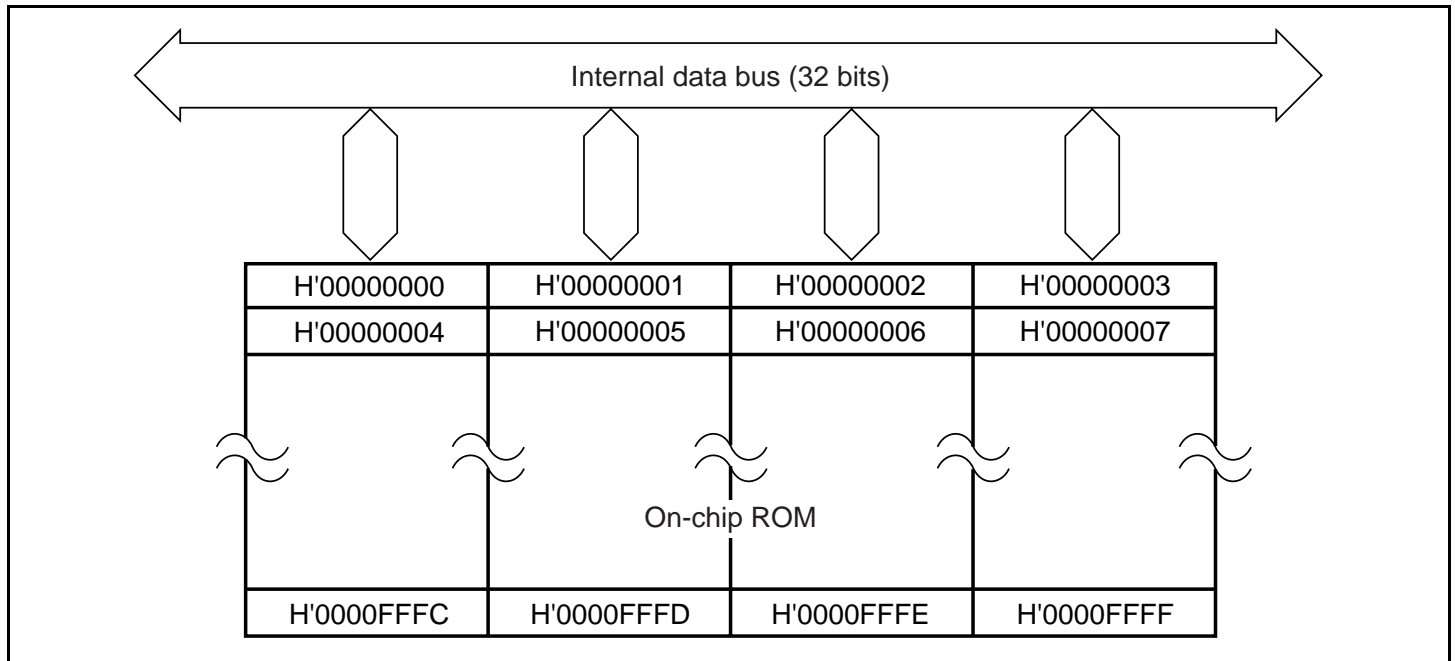 Internal data bus (32 bits)
H'00000000 H'00000001 H'00000002 H'00000003
H'00000004 H'00000005 H'00000006 H'00000007
On-chip ROM
H'0000FFFC H'0000FFFD H'0000FFFE H'0000FFFF